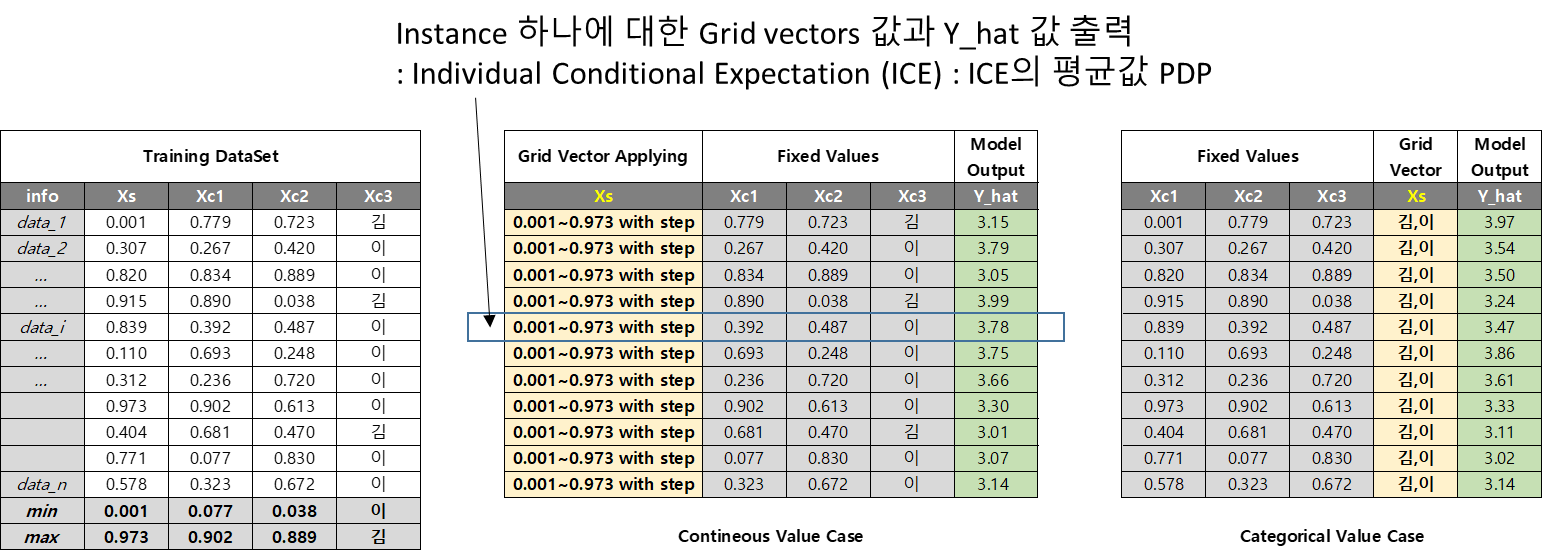 Instance 하나에 대한 Grid vectors 값과 Y_hat 값 출력
: Individual Conditional Expectation (ICE) : ICE의 평균값 PDP
Training DataSet
info Xs Xc1 Xc2 Xc3
data_1 0.001 0.779 0.723 김
data_2 0.307 0.267 0.420 이
... 0.820 0.834 0.889 이
... 0.915 0.890 0.038 김
data_i 0.839 0.392 0.487 이
... 0.110 0.693 0.248 이
... 0.312 0.236 0.720 이
0.973 0.902 0.613 이
0.404 0.681 0.470 김
0.771 0.077 0.830 이
data_n 0.578 0.323 0.672 이
min 0.001 0.077 0.038 이
max 0.973 0.902 0.889 김
Grid Vector Applying Fixed Values Model
Output
Xs Xc1 Xc2 Xc3 Y_hat
0.001~0.973 with step 0.779 0.723 김 3.15
0.001~0.973 with step 0.267 0.420 이 3.79
0.001~0.973 with step 0.834 0.889 이 3.05
0.001~0.973 with step 0.890 0.038 김 3.99
0.001~0.973 with step 0.392 0.487 이 3.78
0.001~0.973 with step 0.693 0.248 이 3.75
0.001~0.973 with step 0.236 0.720 이 3.66
0.001~0.973 with step 0.902 0.613 이 3.30
0.001~0.973 with step 0.681 0.470 김 3.01
0.001~0.973 with step 0.077 0.830 이 3.07
0.001~0.973 with step 0.323 0.672 이 3.14
Contineous Value Case
Fixed Values Grid Model
Vector Output
Xc1 Xc2 Xc3 Xs Y_hat
0.001 0.779 0.723 김,이 3.97
0.307 0.267 0.420 김,이 3.54
0.820 0.834 0.889 김,이 3.50
0.915 0.890 0.038 김,이 3.24
0.839 0.392 0.487 김,이 3.47
0.110 0.693 0.248 김,이 3.86
0.312 0.236 0.720 김,이 3.61
0.973 0.902 0.613 김,이 3.33
0.404 0.681 0.470 김,이 3.11
0.771 0.077 0.830 김,이 3.02
0.578 0.323 0.672 김,이 3.14
Categorical Value Case